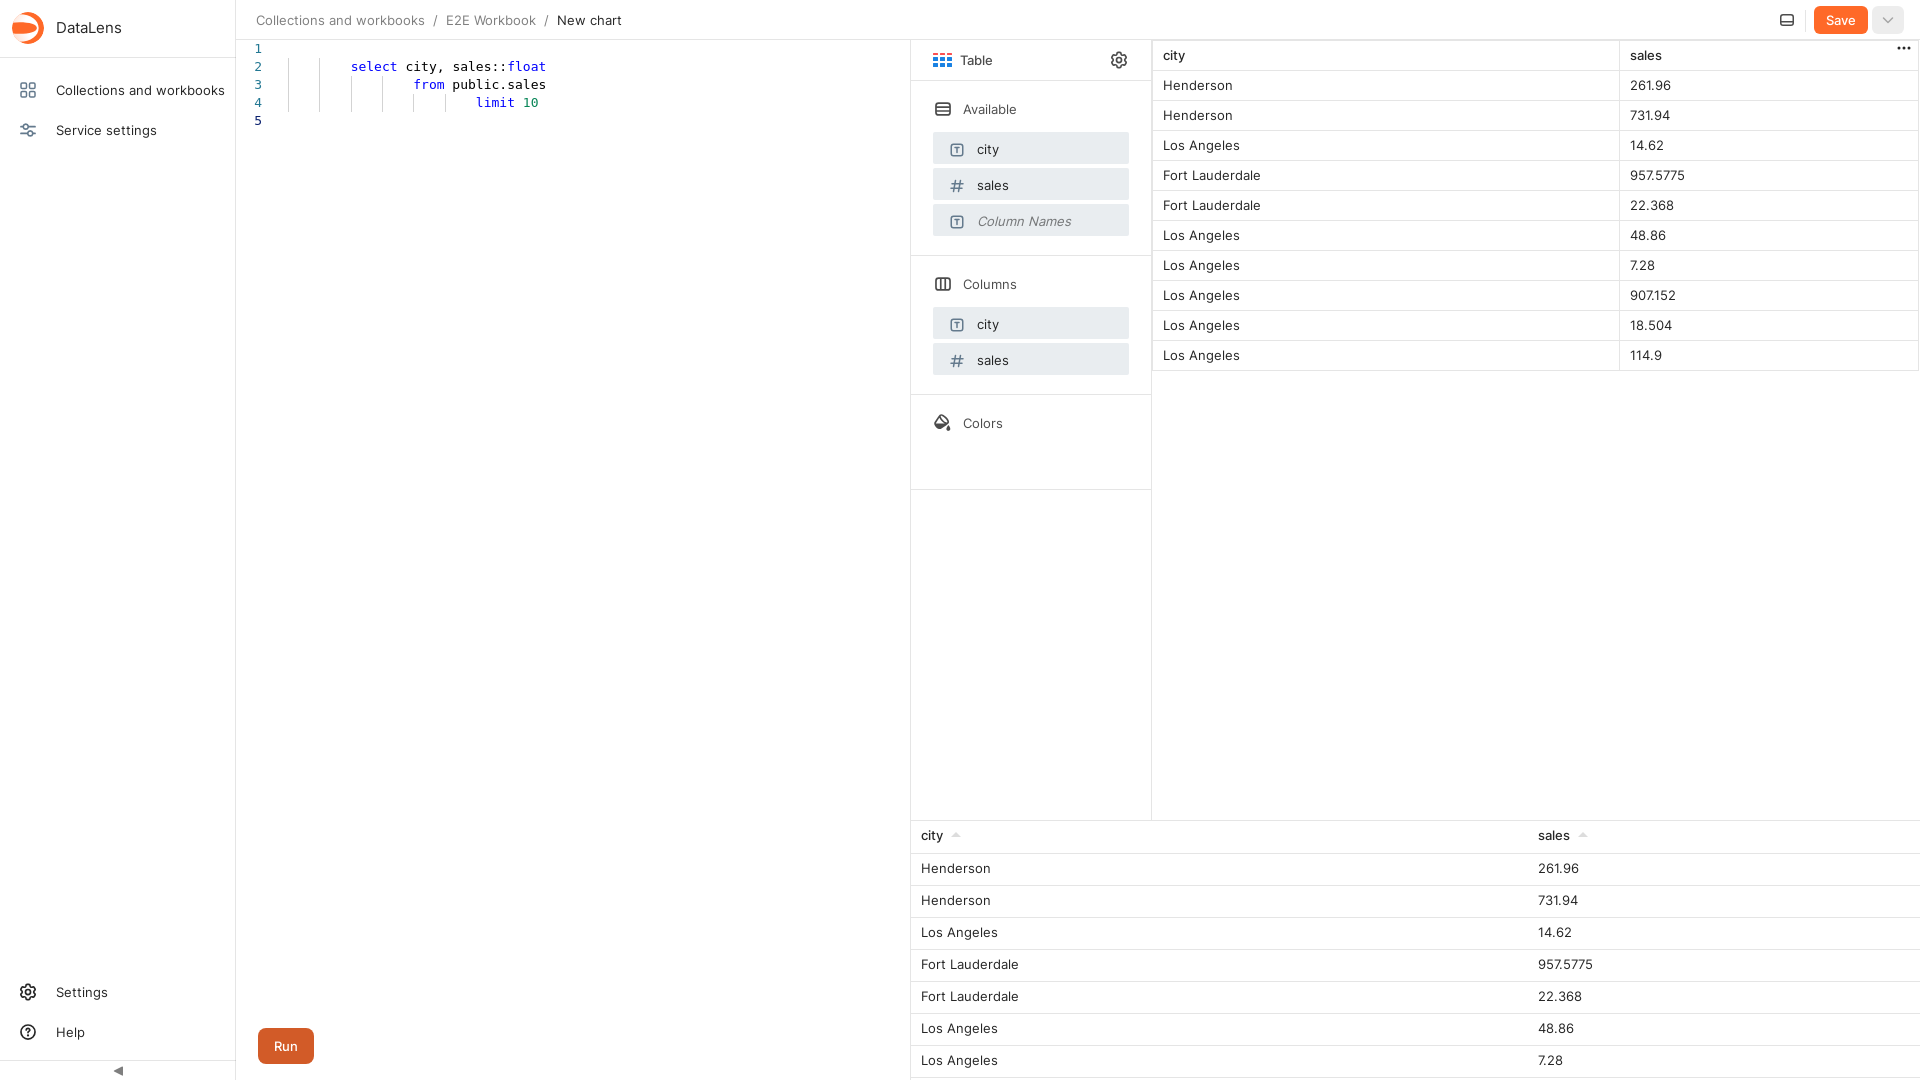 DataLens
Collections and workbooks
Service settings
Settings
Help
Collections and workbooks / E2E Workbook / New chart
Save
1
2 select city, sales::float
3 from public.sales
4 limit 10
5
Run
Table
Available
city
sales
Column Names
Columns
city
sales
Colors
city sales
Henderson 261.96
Henderson 731.94
Los Angeles 14.62
Fort Lauderdale 957.5775
Fort Lauderdale 22.368
Los Angeles 48.86
Los Angeles 7.28
Los Angeles 907.152
Los Angeles 18.504
Los Angeles 114.9
city sales
Henderson 261.96
Henderson 731.94
Los Angeles 14.62
Fort Lauderdale 957.5775
Fort Lauderdale 22.368
Los Angeles 48.86
Los Angeles 7.28